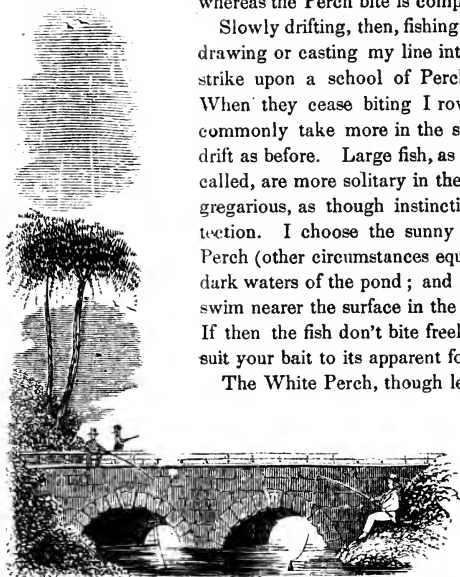 whereas the Perch bite is comp
Slowly drifting, then, fishing
drawing or casting my line int
strike upon a school of Perch
When they cease biting I rov
commonly take more in the s
drift as before. Large fish, as
called, are more solitary in the
gregarious, as though instincti
tection. I choose the sunny
Perch (other circumstances equ
dark waters of the pond ; and
swim nearer the surface in the
If then the fish don't bite freel
suit your bait to its apparent fo
The White Perch, though le